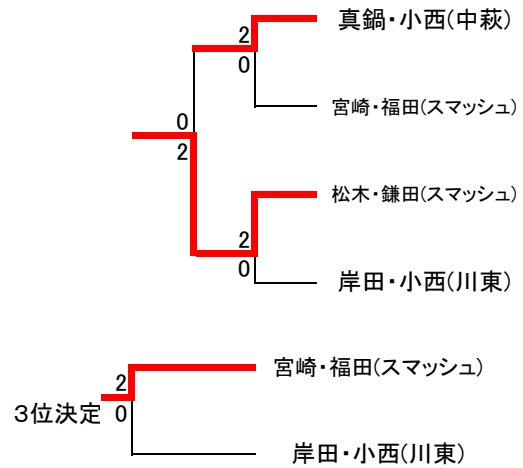 2 真鍋・小西(中萩)
0
宮崎・福田(スマッシュ)
0
2
松木・鎌田(スマッシュ)
2
0 岸田・小西(川東)
宮崎・福田(スマッシュ)
2
3位決定 0
岸田・小西(川東)